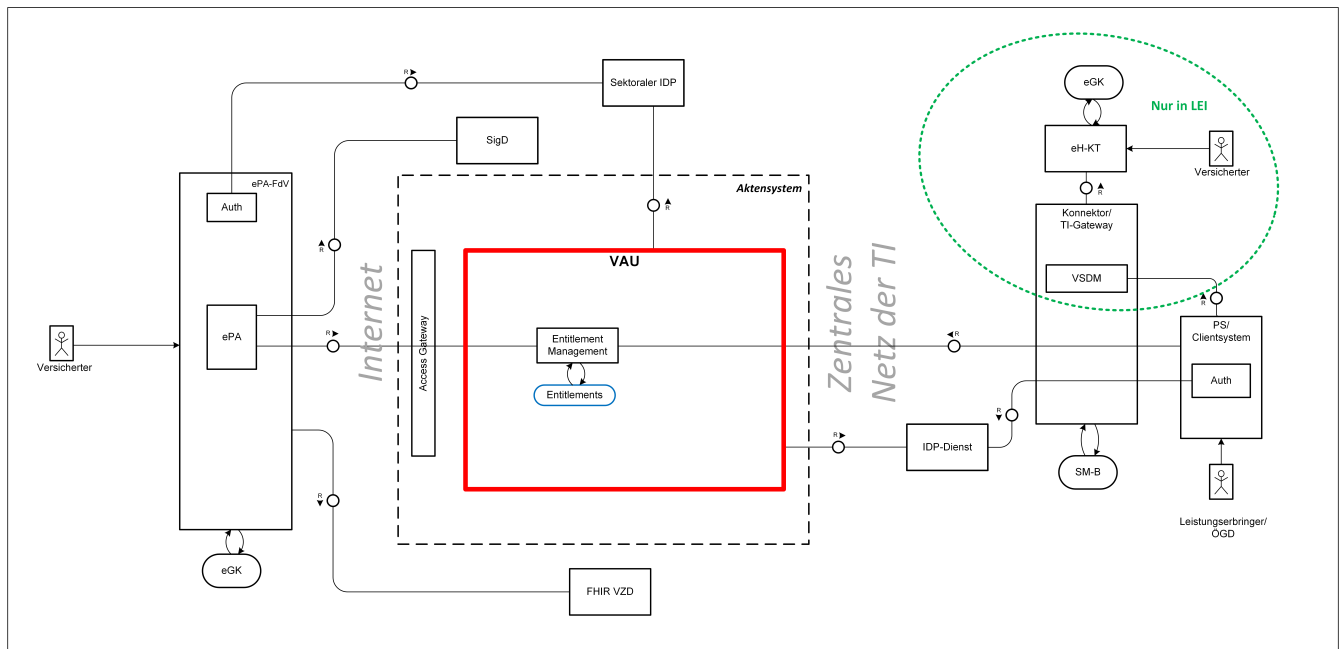 R
Sektoraler IDP
eGK
Nur in LEI
SigD
eH-KT
Versicherter
ePA-FdV
Aktensystem
Auth
R
Konnektor/
TI-Gateway
R
R
VAU
VSDM
R
Internet
Access Gateway
Zentrales
Netz der TI
PS/
Clientsystem
ePA
R
Entitlement
Management
R
Versicherter
Entitlements
Auth
R
R
IDP-Dienst
SM-B
R
Leistungserbringer/
ÖGD
eGK
FHIR VZD